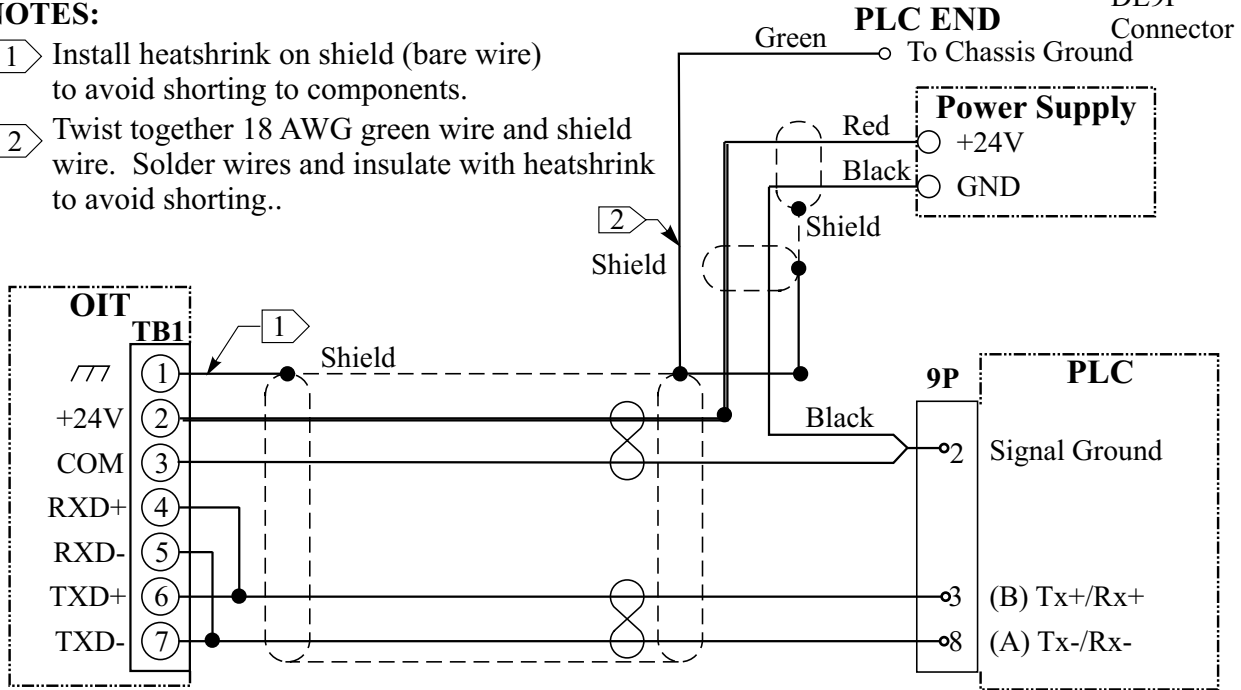 NOTES:
1 Install heatshrink on shield (bare wire)
to avoid shorting to components.
2 Twist together 18 AWG green wire and shield
wire. Solder wires and insulate with heatshrink
to avoid shorting..
PLC END
Connector
Green
To Chassis Ground
Power Supply
Red
+24V
Black
GND
2
Shield
Shield
OIT
TB1
1
Shield
1
+24V
2
COM
3
RXD+
4
RXD-
5
TXD+
6
TXD-
7
9P
PLC
Black
2
Signal Ground
3
(B) Tx+/Rx+
8
(A) Tx-/Rx-